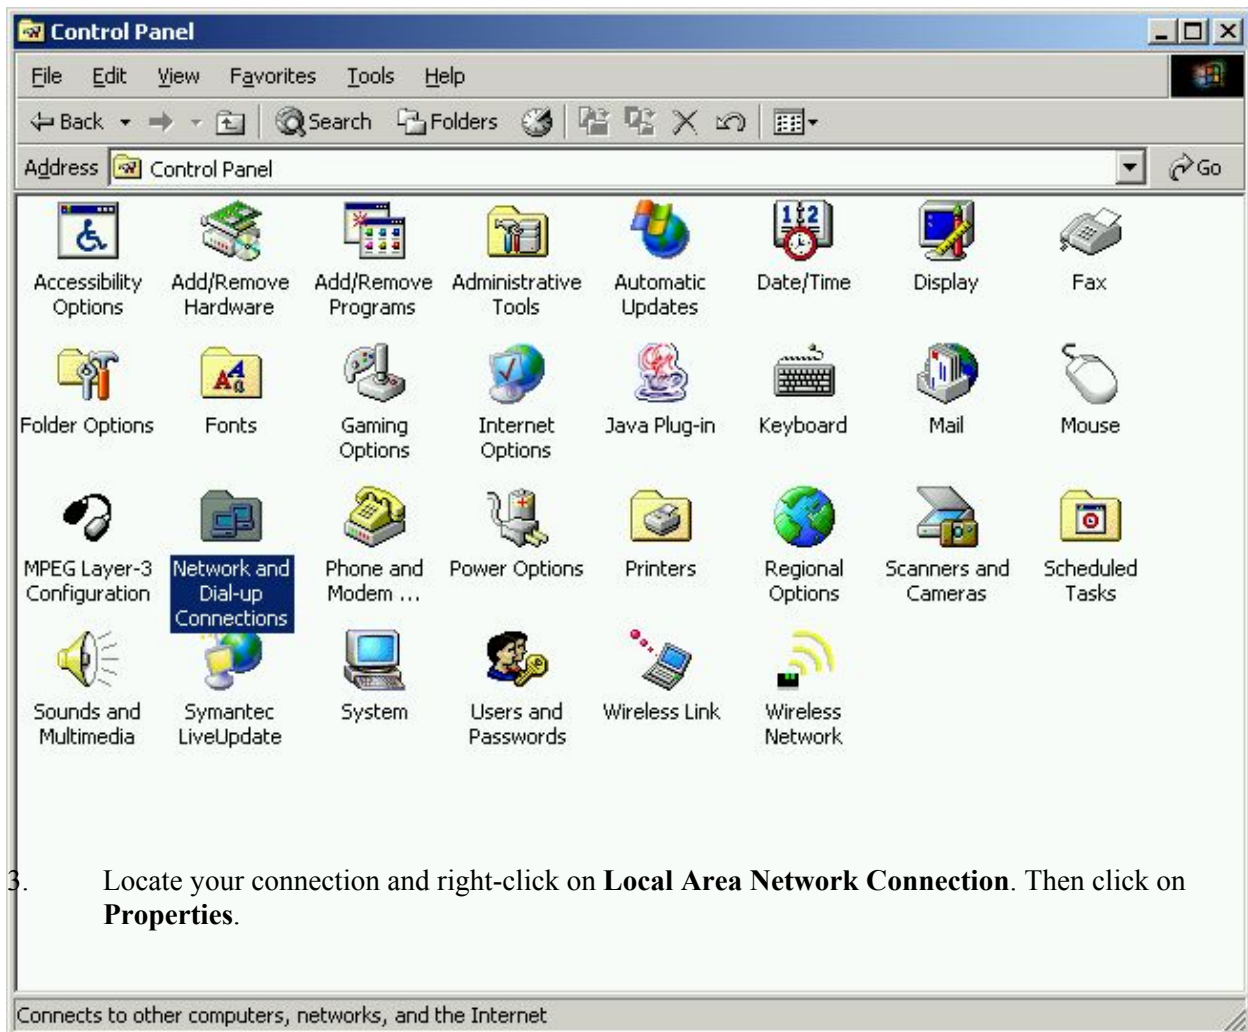 Control Panel
File Edit View Favorites Tools Help
Back Search Folders
Address Control Panel Go
Accessibility Options
Add/Remove Hardware
Add/Remove Programs
Administrative Tools
Automatic Updates
Date/Time
Display
Fax
Folder Options
Fonts
Gaming Options
Internet Options
Java Plug-in
Keyboard
Mail
Mouse
MPEG Layer-3 Configuration
Network and Dial-up Connections
Phone and Modem ...
Power Options
Printers
Regional Options
Scanners and Cameras
Scheduled Tasks
Sounds and Multimedia
Symantec LiveUpdate
System
Users and Passwords
Wireless Link
Wireless Network
3. Locate your connection and right-click on Local Area Network Connection. Then click on
Properties.
Connects to other computers, networks, and the Internet